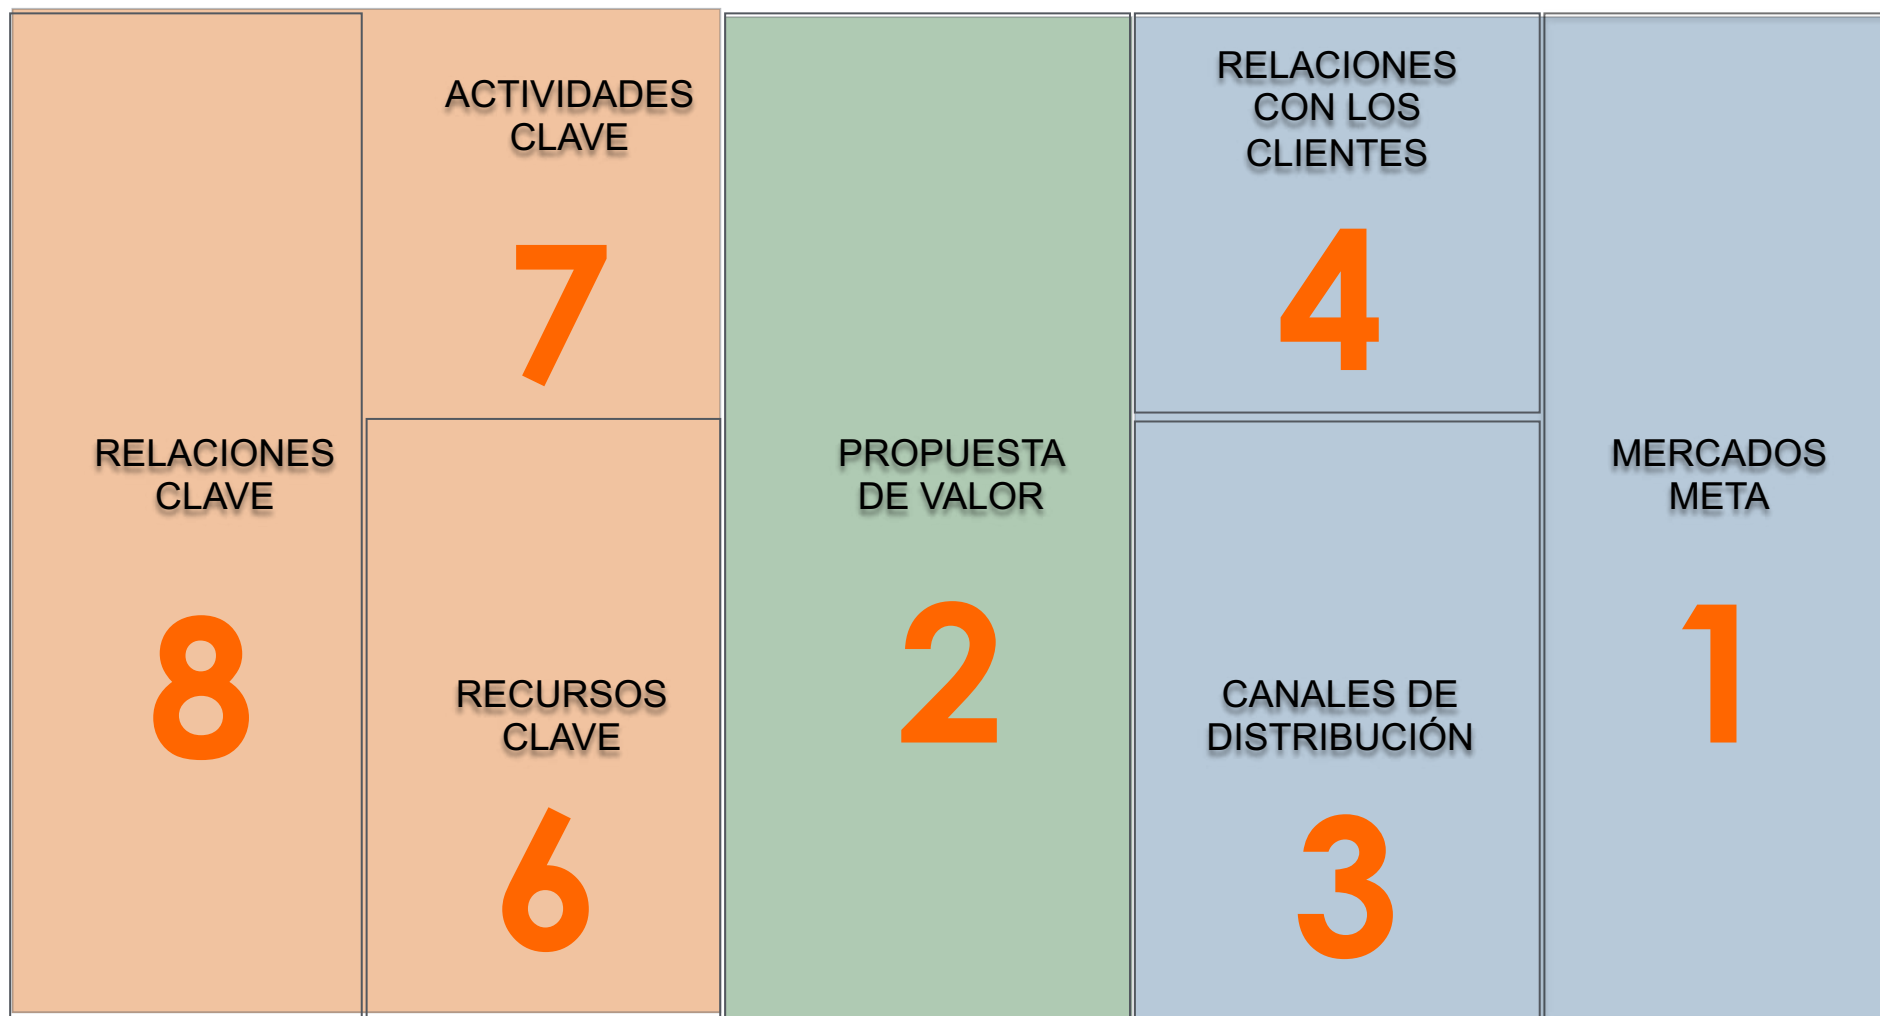 ACTIVIDADES
CLAVE
7
RELACIONES
CLAVE
8
RECURSOS
CLAVE
6
PROPUESTA
DE VALOR
2
RELACIONES
CON LOS
CLIENTES
4
CANALES DE
DISTRIBUCIÓN
3
MERCADOS
META
1